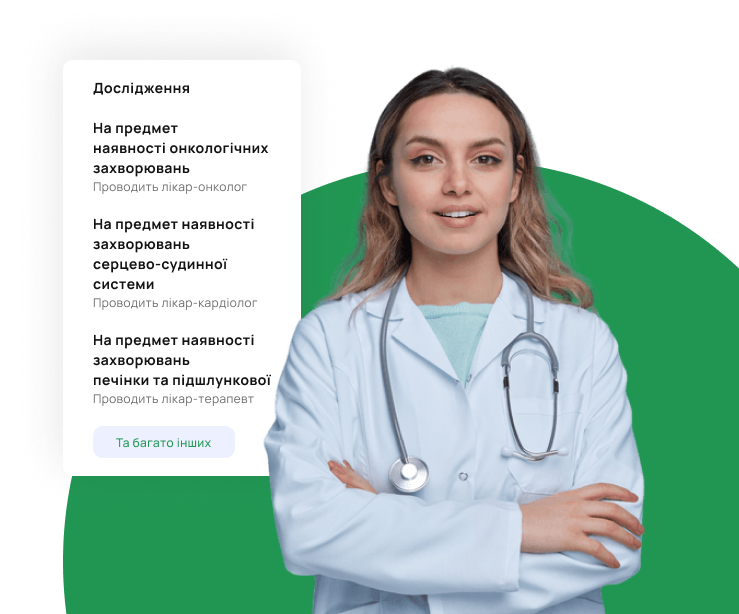 Дослідження
На предмет
наявності онкологічних
захворювань
Проводить лікар-онколог
На предмет наявності
захворювань
серцево-судинної
системи
Проводить лікар-кардіолог
На предмет наявності
захворювань
печінки та підшлункової
Проводить лікар-терапевт
Та багато інших